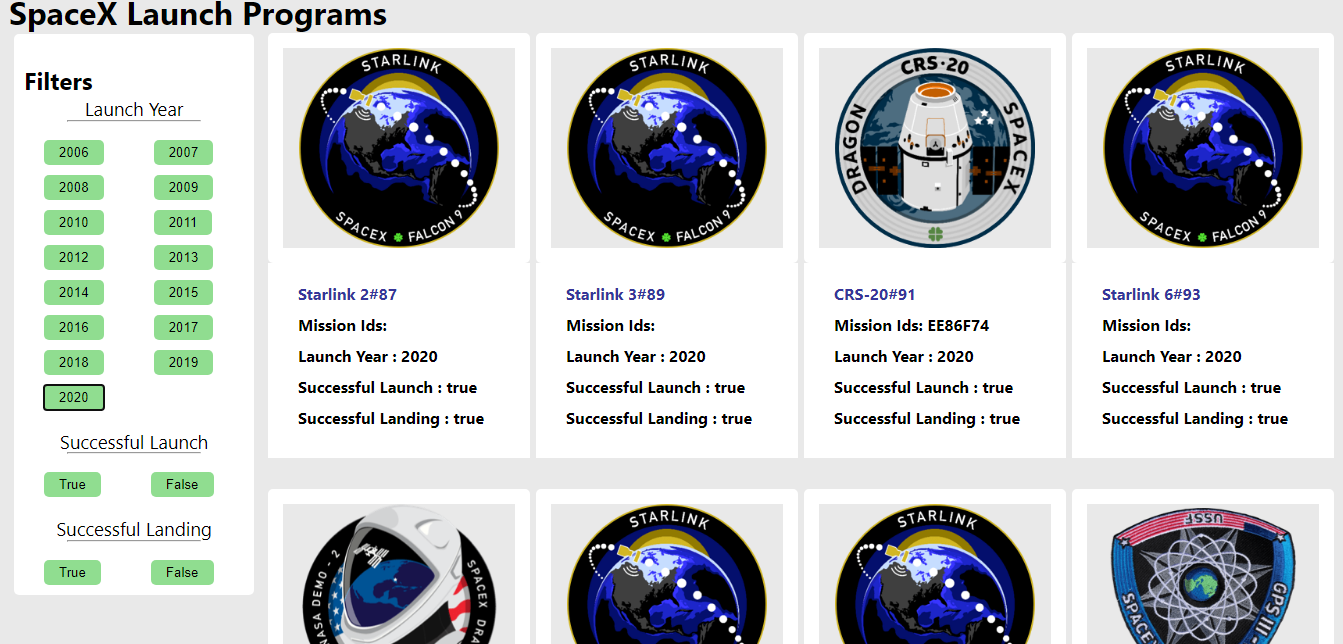 SpaceX Launch Programs
Filters
Launch Year
2006 2007
2008 2009
2010 2011
2012 2013
2014 2015
2016 2017
2018 2019
2020
Successful Launch
True False
Successful Landing
True False
STARLINK
SPACEX FALCON 9
Starlink 2#87
Mission Ids:
Launch Year : 2020
Successful Launch : true
Successful Landing : true
STARLINK
SPACEX FALCON 9
Starlink 3#89
Mission Ids:
Launch Year : 2020
Successful Launch : true
Successful Landing : true
CRS-20
DRAGON
SPACEX
CRS-20#91
Mission Ids: EE86F74
Launch Year : 2020
Successful Launch : true
Successful Landing : true
STARLINK
SPACEX FALCON 9
Starlink 6#93
Mission Ids:
Launch Year : 2020
Successful Launch : true
Successful Landing : true
NASA DEMO - 2
SPACEX DRA
STARLINK
STARLINK
USSF
SPACE
GPS III